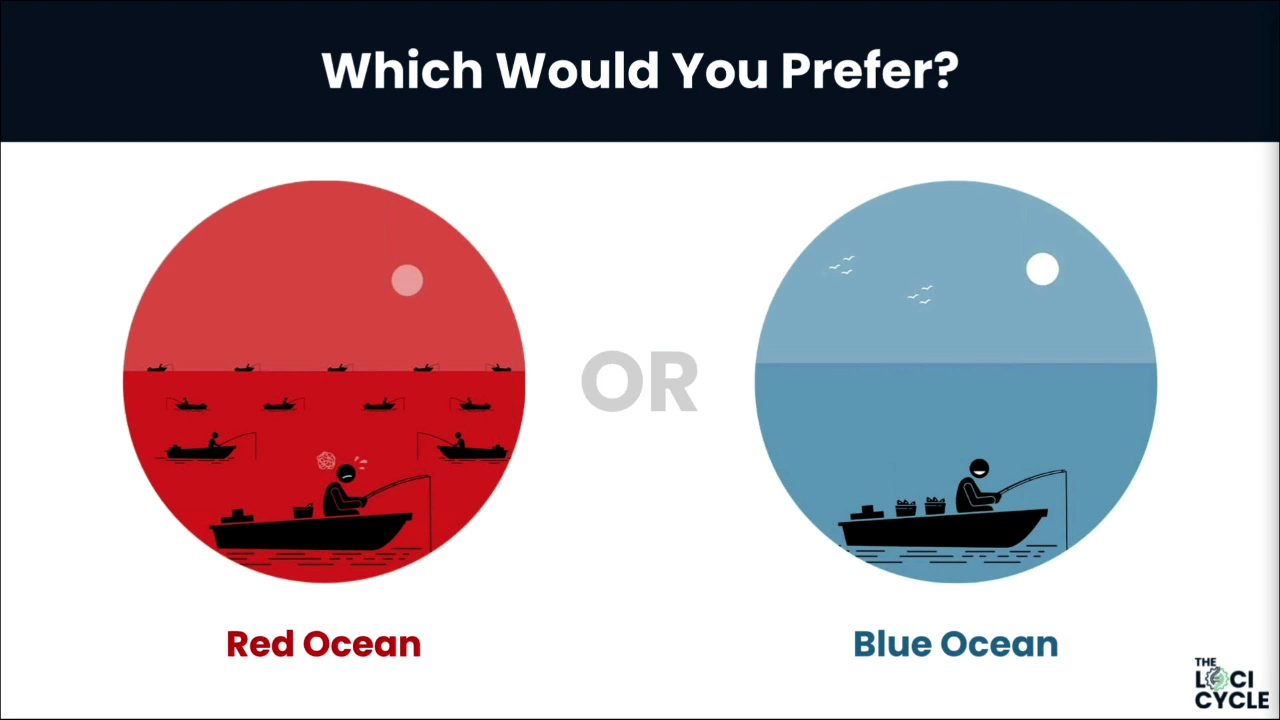 Which Would You Prefer?
OR
Red Ocean
Blue Ocean
THE
LOCI
CYCLE